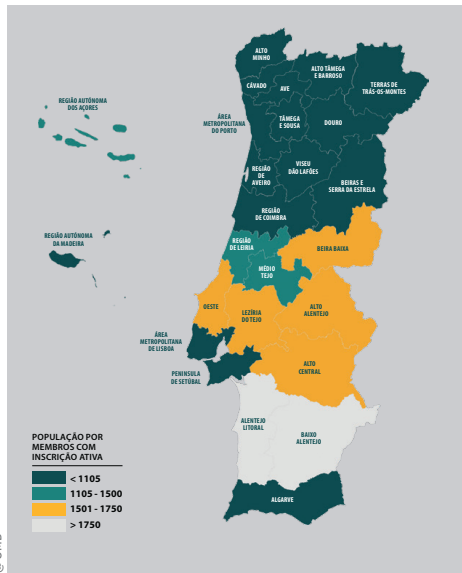 ALTO
MINHO
ALTO TÂMEGA
E BARROSO
TERRAS DE
TRÁS-OS-MONTES
CÁVADO
AVE
REGIÃO AUTÓNOMA
DOS AÇORES
ÁREA
METROPOLITANA
DO PORTO
TÂMEGA
E SOUSA
DOURO
REGIÃO
DE
AVEIRO
VISEU
DÃO LAFÕES
BEIRAS E
SERRA DA ESTRELA
REGIÃO
DE COIMBRA
REGIÃO AUTÓNOMA
DA MADEIRA
REGIÃO
DE LEIRIA
BEIRA BAIXA
MÉDIO
TEJO
OESTE
LEZÍRIA
DO TEJO
ALTO
ALENTEJO
ÁREA
METROPOLITANA
DE LISBOA
PENINSULA
DE SETÚBAL
ALTO
CENTRAL
ALENTEJO
LITORAL
BAIXO
ALENTEJO
ALGARVE
POPULAÇÃO POR
MEMBROS COM
INSCRIÇÃO ATIVA
< 1105
1105 - 1500
1501 - 1750
> 1750